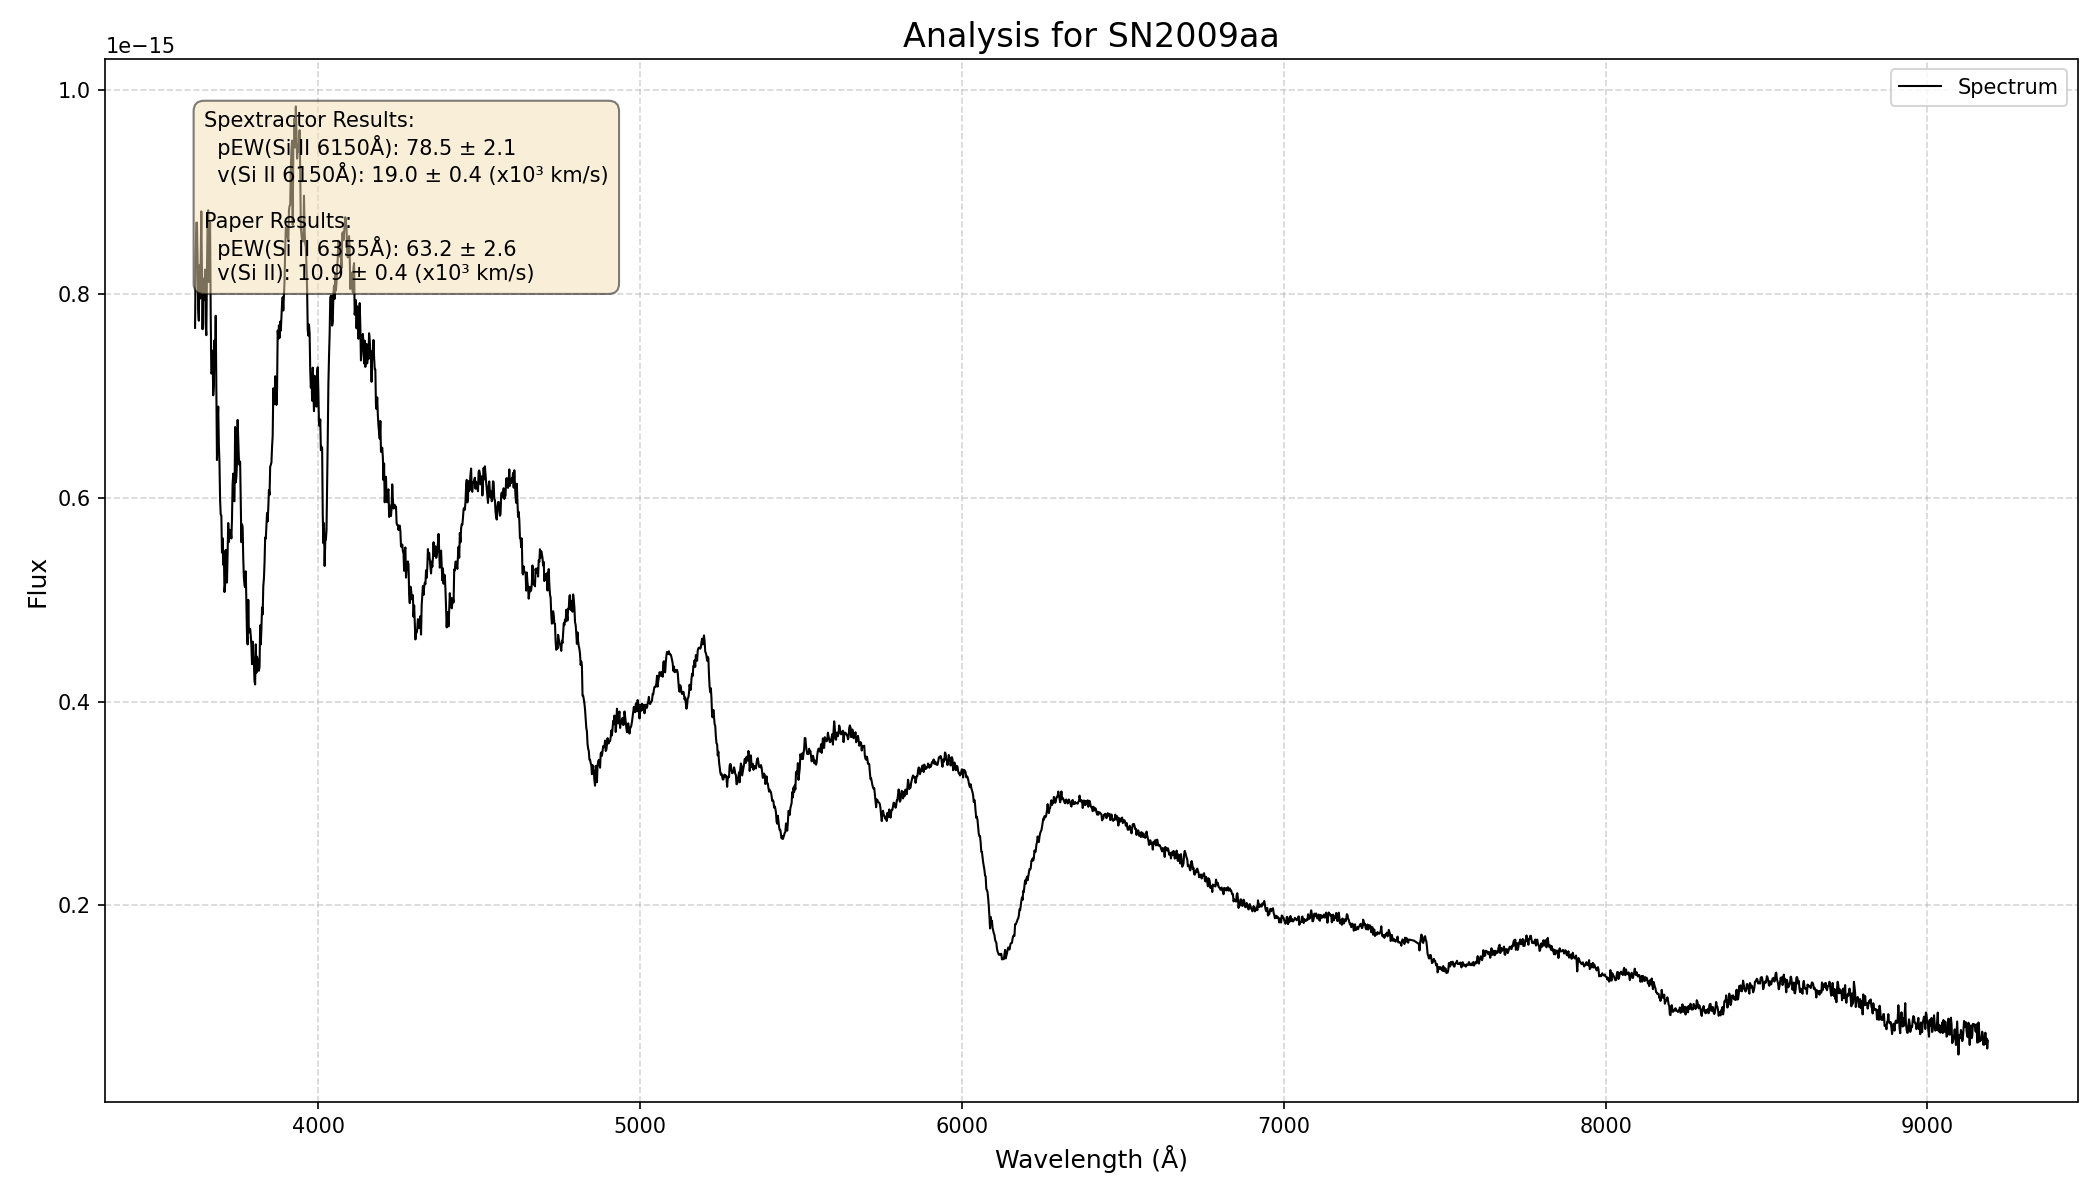 Analysis for SN2009aa
1e−15
Spectrum
Spextractor Results:
pEW(Si II 6150Å): 78.5 ± 2.1
v(Si II 6150Å): 19.0 ± 0.4 (x10³ km/s)
Paper Results:
pEW(Si II 6355Å): 63.2 ± 2.6
v(Si II): 10.9 ± 0.4 (x10³ km/s)
1.0
0.8
0.6
0.4
0.2
Flux
4000
5000
6000
7000
8000
9000
Wavelength (Å)